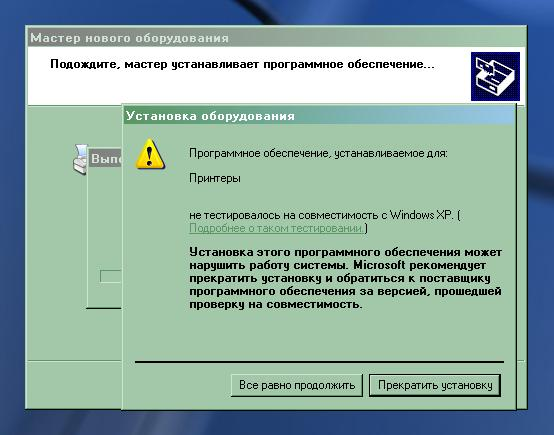 Мастер нового оборудования
Подождите, мастер устанавливает программное обеспечение...
Установка оборудования
Программное обеспечение, устанавливаемое для:
Принтеры
не тестировалось на совместимость с Windows XP. (
Подробнее о таком тестировании.)
Установка этого программного обеспечения может
нарушить работу системы. Microsoft рекомендует
прекратить установку и обратиться к поставщику
программного обеспечения за версией, прошедшей
проверку на совместимость.
Все равно продолжить
Прекратить установку